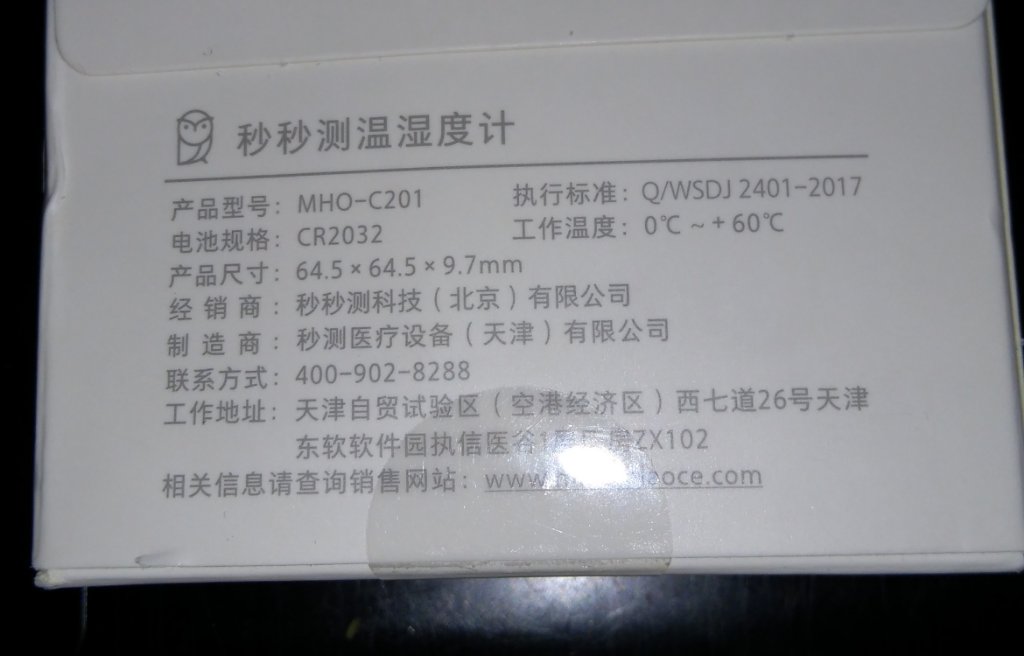 秒秒测温湿度计
产品型号：MHO-C201 执行标准：Q/WSDJ 2401-2017
电池规格：CR2032 工作温度：0℃ ~ + 60℃
产品尺寸：64.5 × 64.5 × 9.7mm
经销商：秒秒测科技（北京）有限公司
制造商：秒测医疗设备（天津）有限公司
联系方式：400-902-8288
工作地址：天津自贸试验区（空港经济区）西七道26号天津
东软软件园执信医谷1 ZX102
相关信息请查询销售网站：